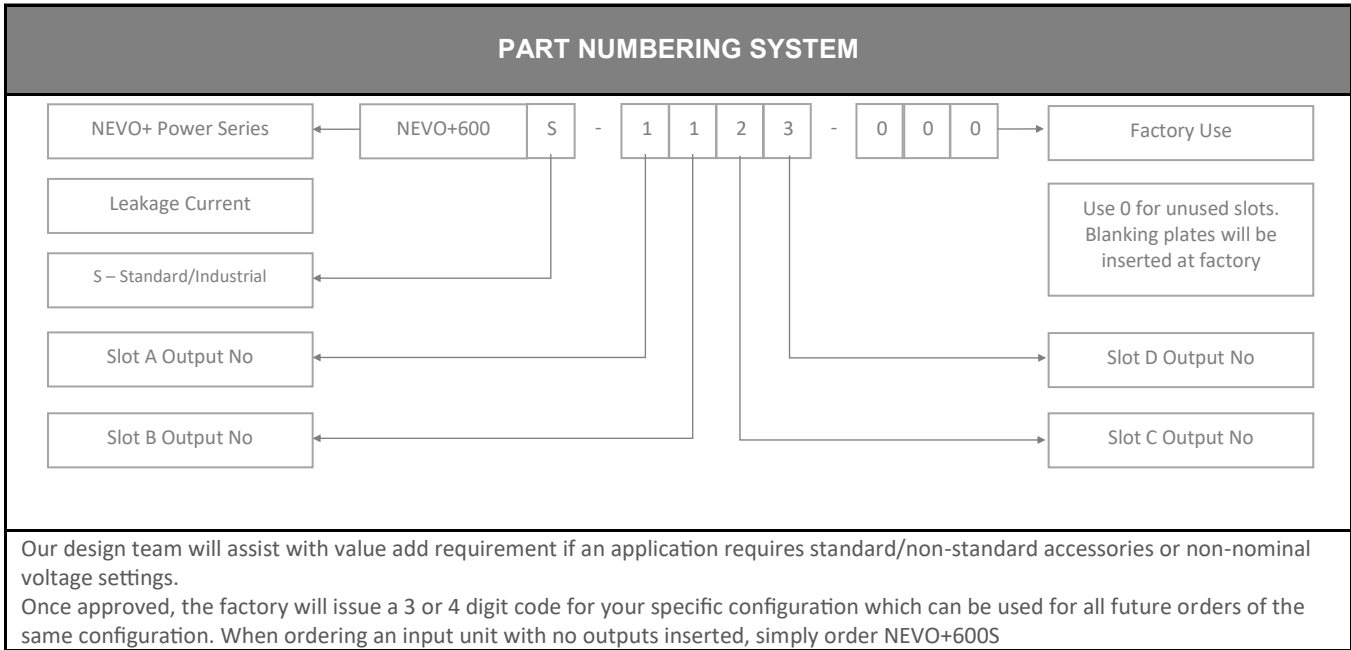 PART NUMBERING SYSTEM
NEVO+ Power Series
NEVO+600
S
-
1
1
2
3
-
0
0
0
Factory Use
Leakage Current
Use 0 for unused slots.
Blanking plates will be
inserted at factory
S – Standard/Industrial
Slot A Output No
Slot D Output No
Slot B Output No
Slot C Output No
Our design team will assist with value add requirement if an application requires standard/non-standard accessories or non-nominal
voltage settings.
Once approved, the factory will issue a 3 or 4 digit code for your specific configuration which can be used for all future orders of the
same configuration. When ordering an input unit with no outputs inserted, simply order NEVO+600S